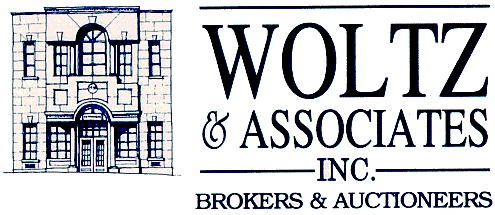 WOLTZ
& ASSOCIATES
INC.
BROKERS & AUCTIONEERS